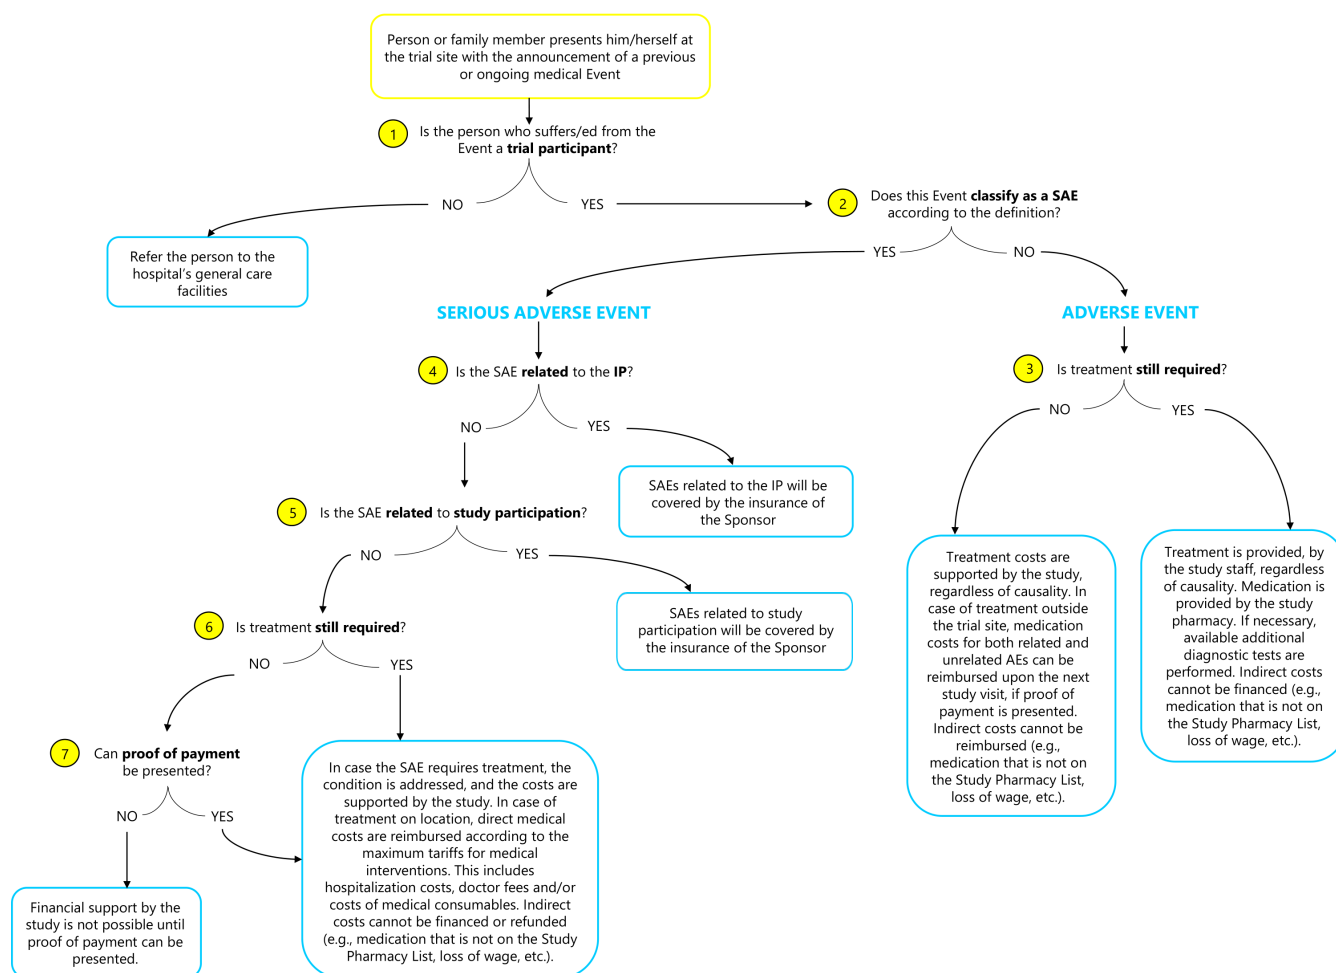 Person or family member presents him/herself at
the trial site with the announcement of a previous
or ongoing medical Event
1
Is the person who suffers/ed from the
Event a trial participant?
NO
YES
Refer the person to the
hospital's general care
facilities
2
Does this Event classify as a SAE
according to the definition?
YES
NO
SERIOUS ADVERSE EVENT
ADVERSE EVENT
3
Is treatment still required?
NO
YES
Treatment costs are
supported by the study,
regardless of causality. In
case of treatment outside
the trial site, medication
costs for both related and
unrelated AEs can be
reimbursed upon the next
study visit, if proof of
payment is presented.
Indirect costs cannot be
reimbursed (e.g.,
medication that is not on
the Study Pharmacy List,
loss of wage, etc.).
Treatment is provided, by
the study staff, regardless
of causality. Medication is
provided by the study
pharmacy. If necessary,
available additional
diagnostic tests are
performed. Indirect costs
cannot be financed (e.g.,
medication that is not on
the Study Pharmacy List,
loss of wage, etc.).
4
Is the SAE related to the IP?
NO
YES
SAEs related to the IP will be
covered by the insurance of
the Sponsor
5
Is the SAE related to study participation?
NO
YES
SAEs related to study
participation will be covered by
the insurance of the Sponsor
6
Is treatment still required?
NO
YES
7
Can proof of payment
be presented?
NO
YES
Financial support by the
study is not possible until
proof of payment can be
presented.
In case the SAE requires treatment, the
condition is addressed, and the costs are
supported by the study. In case of
treatment on location, direct medical
costs are reimbursed according to the
maximum tariffs for medical
interventions. This includes
hospitalization costs, doctor fees and/or
costs of medical consumables. Indirect
costs cannot be financed or refunded
(e.g., medication that is not on the Study
Pharmacy List, loss of wage, etc.).